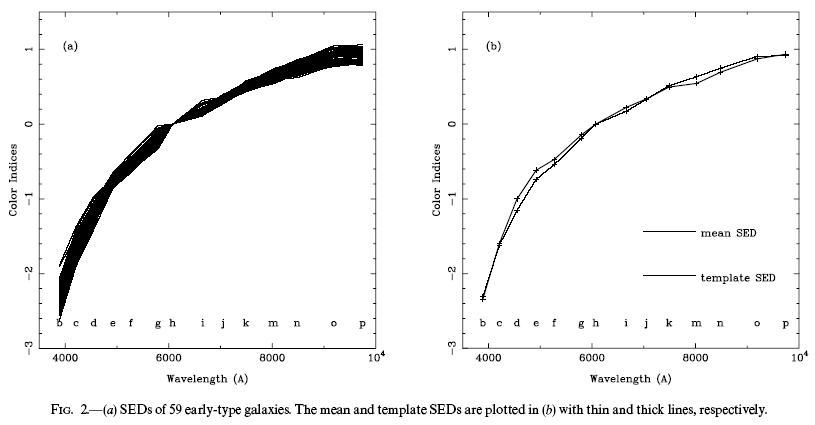 (a)
1
0
-1
-2
-3
Color Indices
b c d e f g h i j k m n o p
4000 6000 8000 10⁴
Wavelength (A)
(b)
1
0
-1
-2
-3
Color Indices
mean SED
template SED
b c d e f g h i j k m n o p
4000 6000 8000 10⁴
Wavelength (A)
FIG. 2.—(a) SEDs of 59 early-type galaxies. The mean and template SEDs are plotted in (b) with thin and thick lines, respectively.